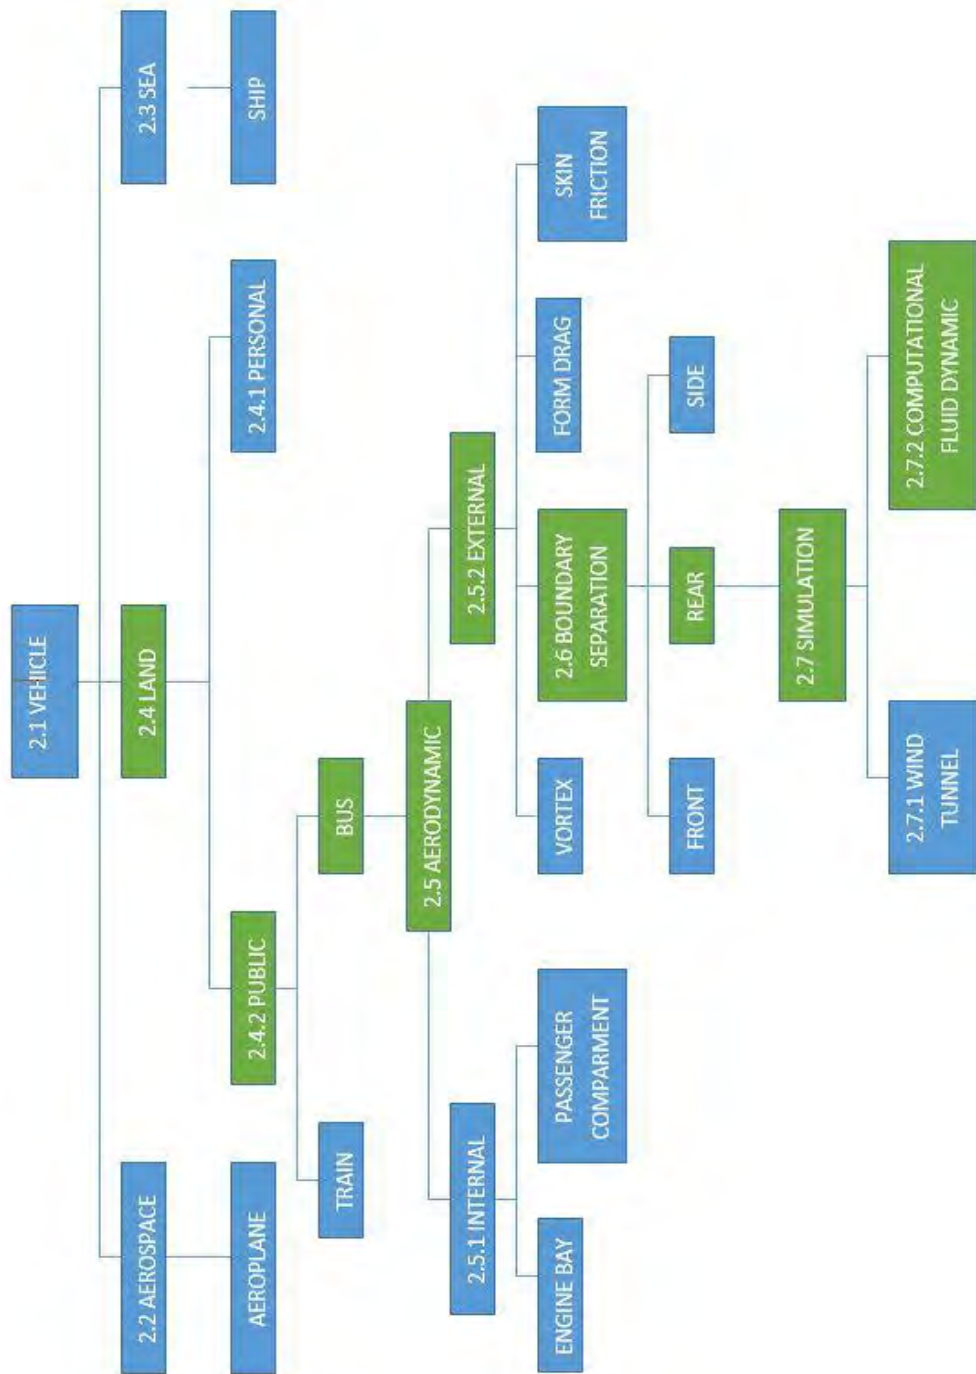 2.1 VEHICLE
2.2 AEROSPACE
2.4 LAND
2.3 SEA
AEROPLANE
2.4.2 PUBLIC
2.4.1 PERSONAL
SHIP
TRAIN
BUS
2.5 AERODYNAMIC
2.5.1 INTERNAL
2.5.2 EXTERNAL
ENGINE BAY
PASSENGER
COMPARMENT
VORTEX
2.6 BOUNDARY
SEPARATION
FORM DRAG
SKIN
FRICTION
FRONT
REAR
SIDE
2.7 SIMULATION
2.7.1 WIND
TUNNEL
2.7.2 COMPUTATIONAL
FLUID DYNAMIC